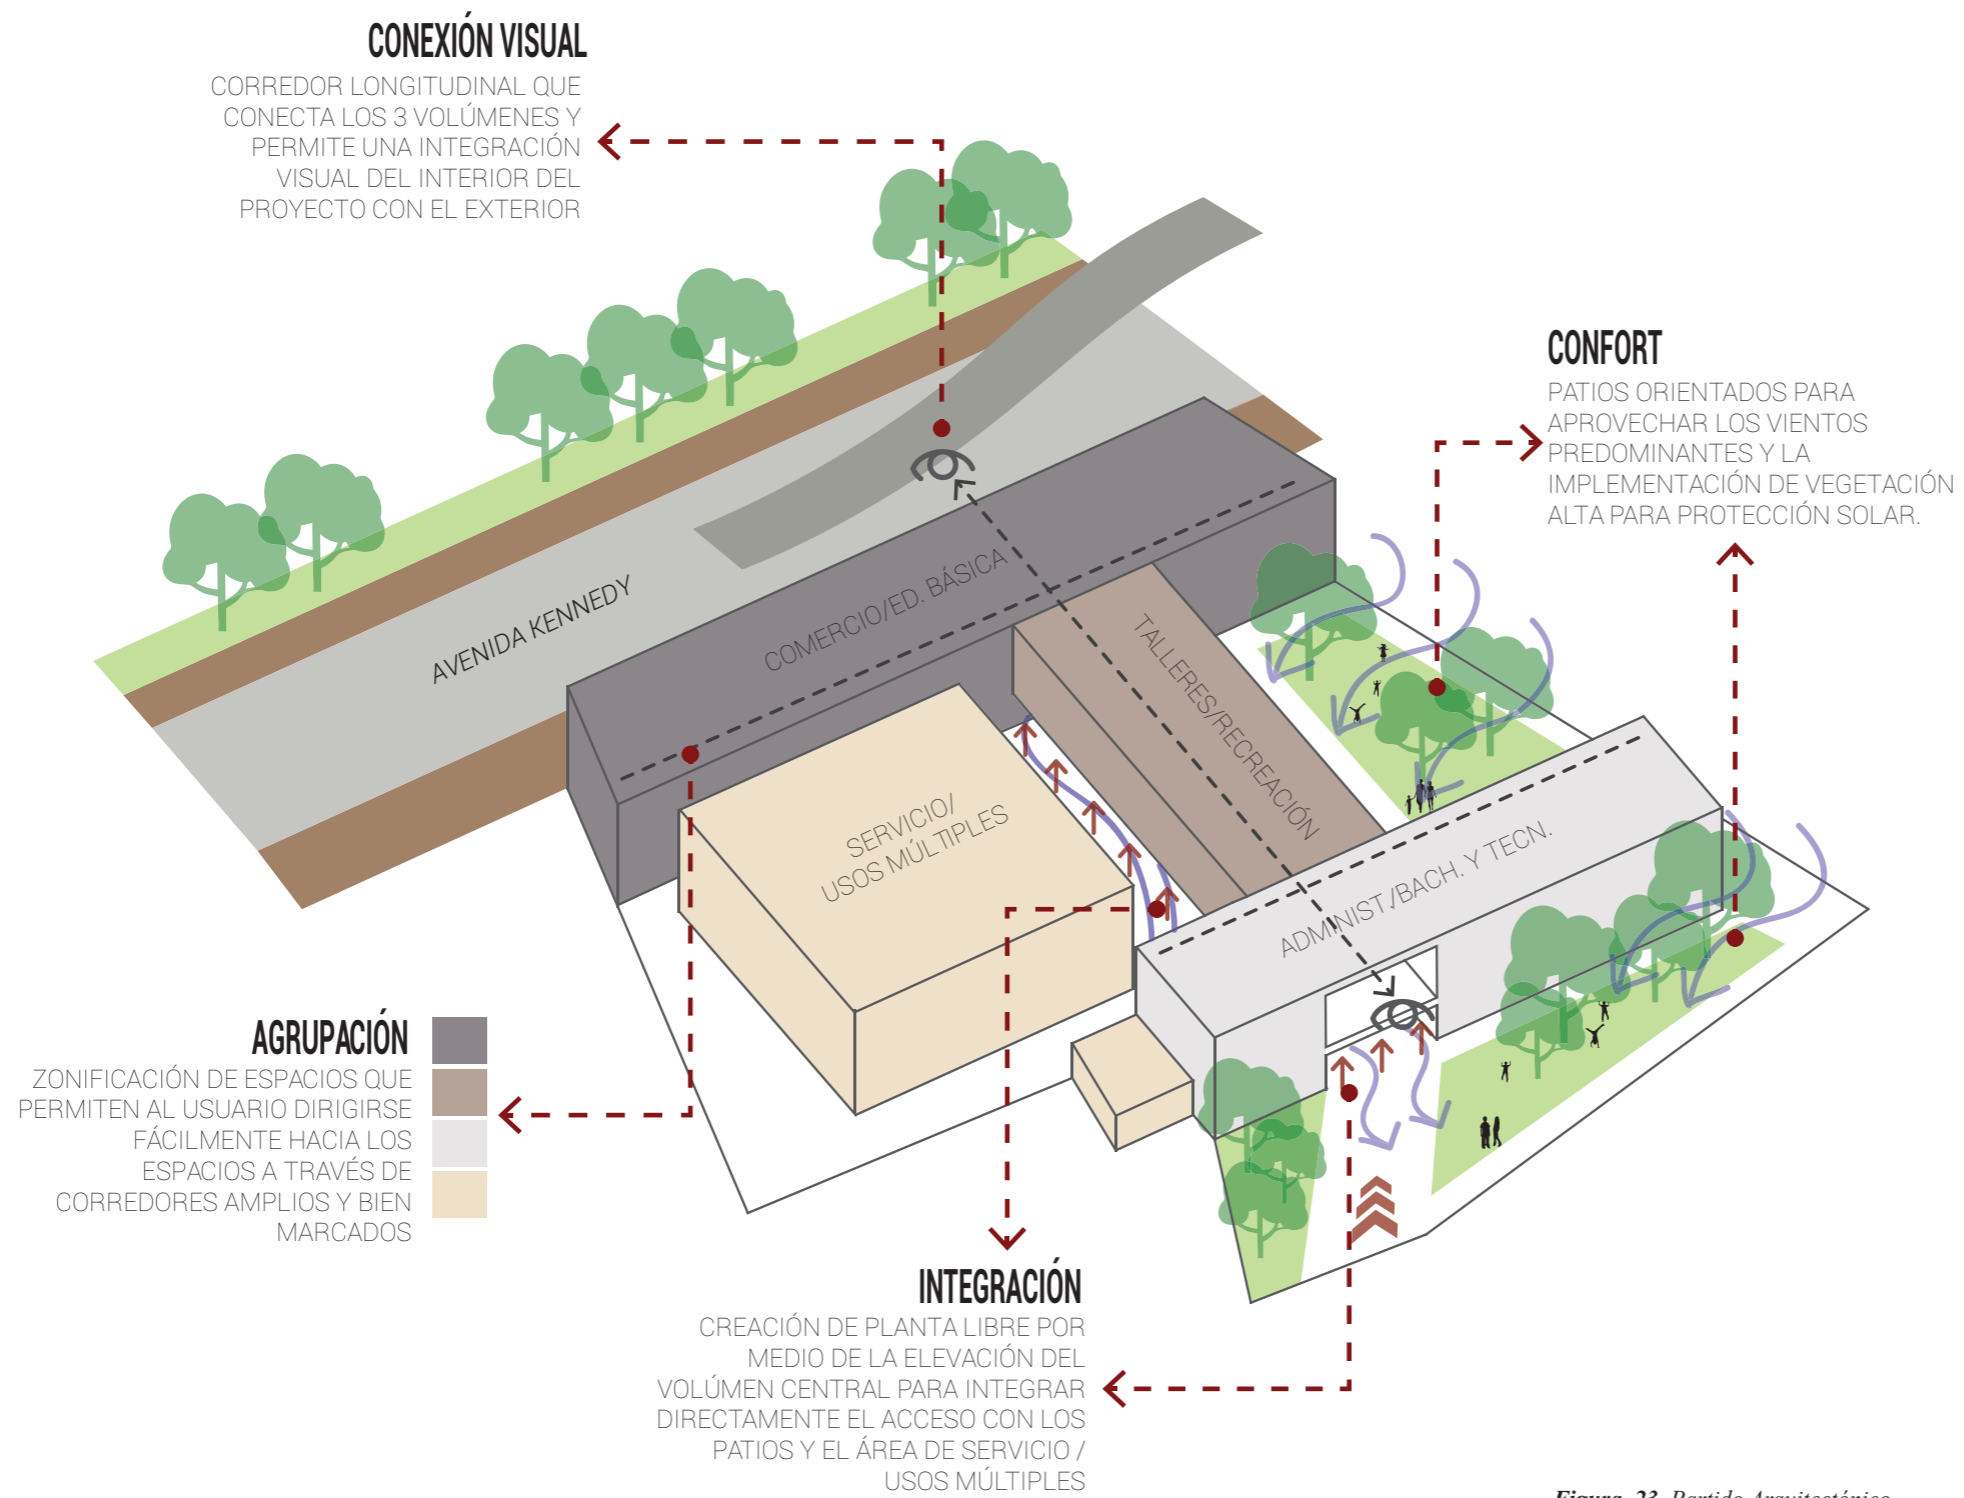 CONEXIÓN VISUAL
CORREDOR LONGITUDINAL QUE
CONECTA LOS 3 VOLÚMENES Y
PERMITE UNA INTEGRACIÓN
VISUAL DEL INTERIOR DEL
PROYECTO CON EL EXTERIOR
CONFORT
PATIOS ORIENTADOS PARA
APROVECHAR LOS VIENTOS
PREDOMINANTES Y LA
IMPLEMENTACIÓN DE VEGETACIÓN
ALTA PARA PROTECCIÓN SOLAR.
AVENIDA KENNEDY
COMERCIO/ED. BÁSICA
TALLERES/RECREACIÓN
SERVICIO/
USOS MÚLTIPLES
ADMINIST./BACH. Y TECN.
AGRUPACIÓN
ZONIFICACIÓN DE ESPACIOS QUE
PERMITEN AL USUARIO DIRIGIRSE
FÁCILMENTE HACIA LOS
ESPACIOS A TRAVÉS DE
CORREDORES AMPLIOS Y BIEN
MARCADOS
INTEGRACIÓN
CREACIÓN DE PLANTA LIBRE POR
MEDIO DE LA ELEVACIÓN DEL
VOLÚMEN CENTRAL PARA INTEGRAR
DIRECTAMENTE EL ACCESO CON LOS
PATIOS Y EL ÁREA DE SERVICIO /
USOS MÚLTIPLES
Figura 23. Partido Arquitectónico